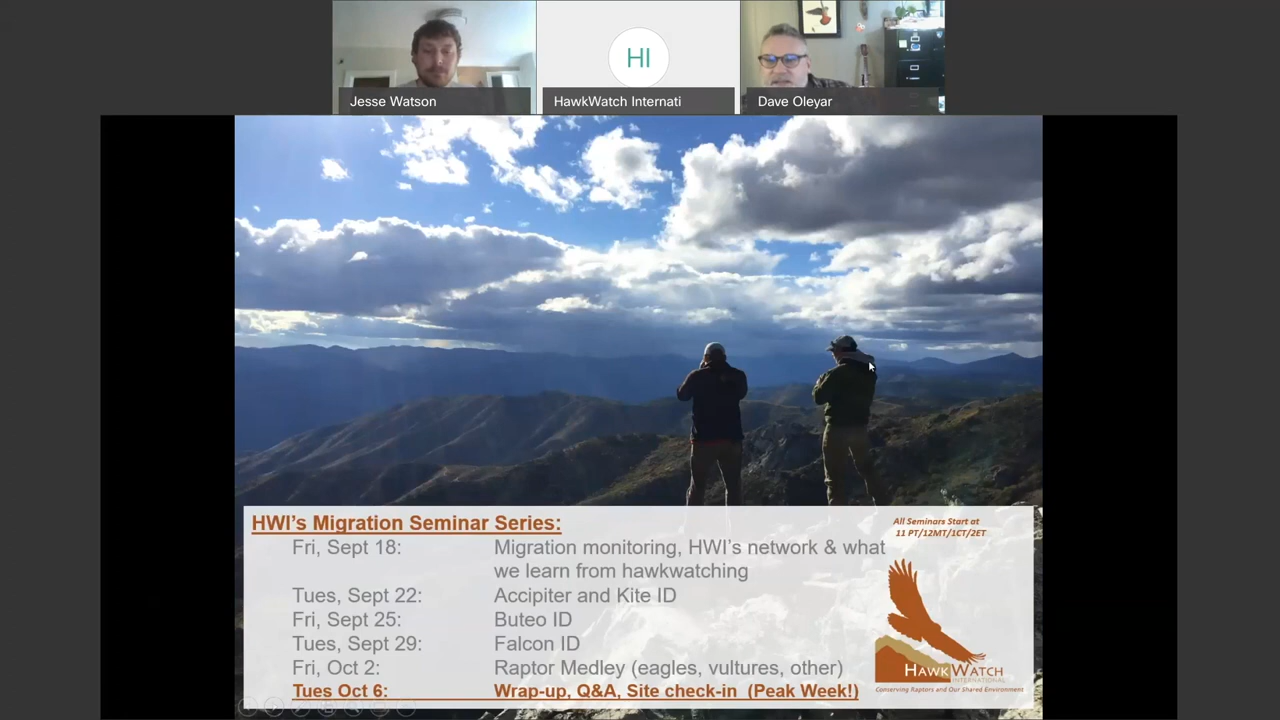 HI
Jesse Watson
HawkWatch Internati
Dave Oleyar
HWI's Migration Seminar Series:
All Seminars Start at
11 PT/12MT/1CT/2ET
Fri, Sept 18: Migration monitoring, HWI's network & what
we learn from hawkwatching
Tues, Sept 22: Accipiter and Kite ID
Fri, Sept 25: Buteo ID
Tues, Sept 29: Falcon ID
Fri, Oct 2: Raptor Medley (eagles, vultures, other)
Tues Oct 6: Wrap-up, Q&A, Site check-in (Peak Week!)
HAWKWATCH
INTERNATIONAL
Conserving Raptors and Our Shared Environment